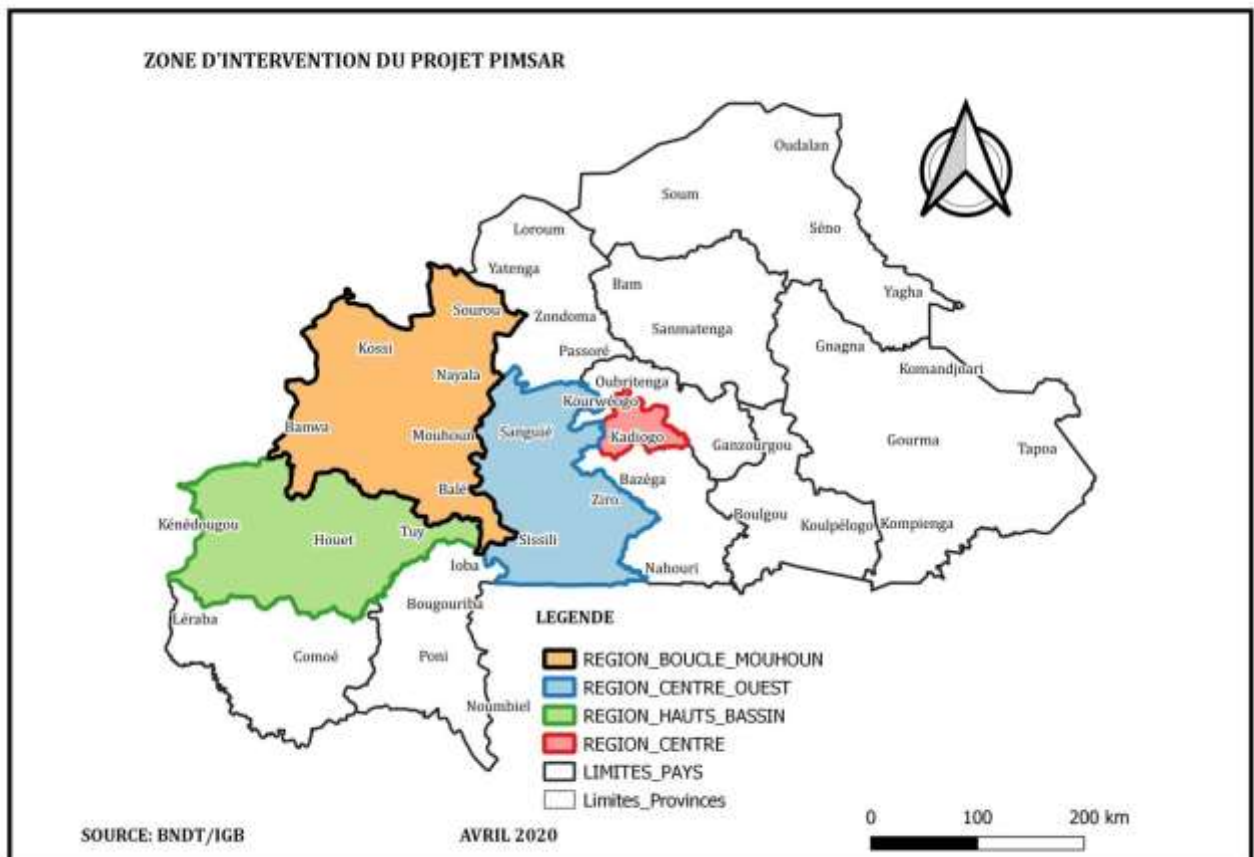 ZONE D'INTERVENTION DU PROJET PIMSAR
Oudalan
Soum
Loroum
Séno
Yatenga
Bam
Yagha
Sourou
Zondoma
Sanmatenga
Gnagna
Kossi
Passoré
Komandjoari
Nayala
Oubritenga
Kourwéogo
Banwa
Mouhoun
Sanguié
Kadiogo
Ganzourgou
Gourma
Tapoa
Bazéga
Balé
Ziro
Boulgou
Koulpélogo
Kompienga
Kénédougou
Houet
Tuy
Sissili
Ioba
Nahouri
Bougouriba
Léraba
Comoé
Poni
Noumbiel
LEGENDE
REGION_BOUCLE_MOUHOUN
REGION_CENTRE_OUEST
REGION_HAUTS_BASSIN
REGION_CENTRE
LIMITES_PAYS
Limites_Provinces
0 100 200 km
SOURCE: BNDT/IGB AVRIL 2020